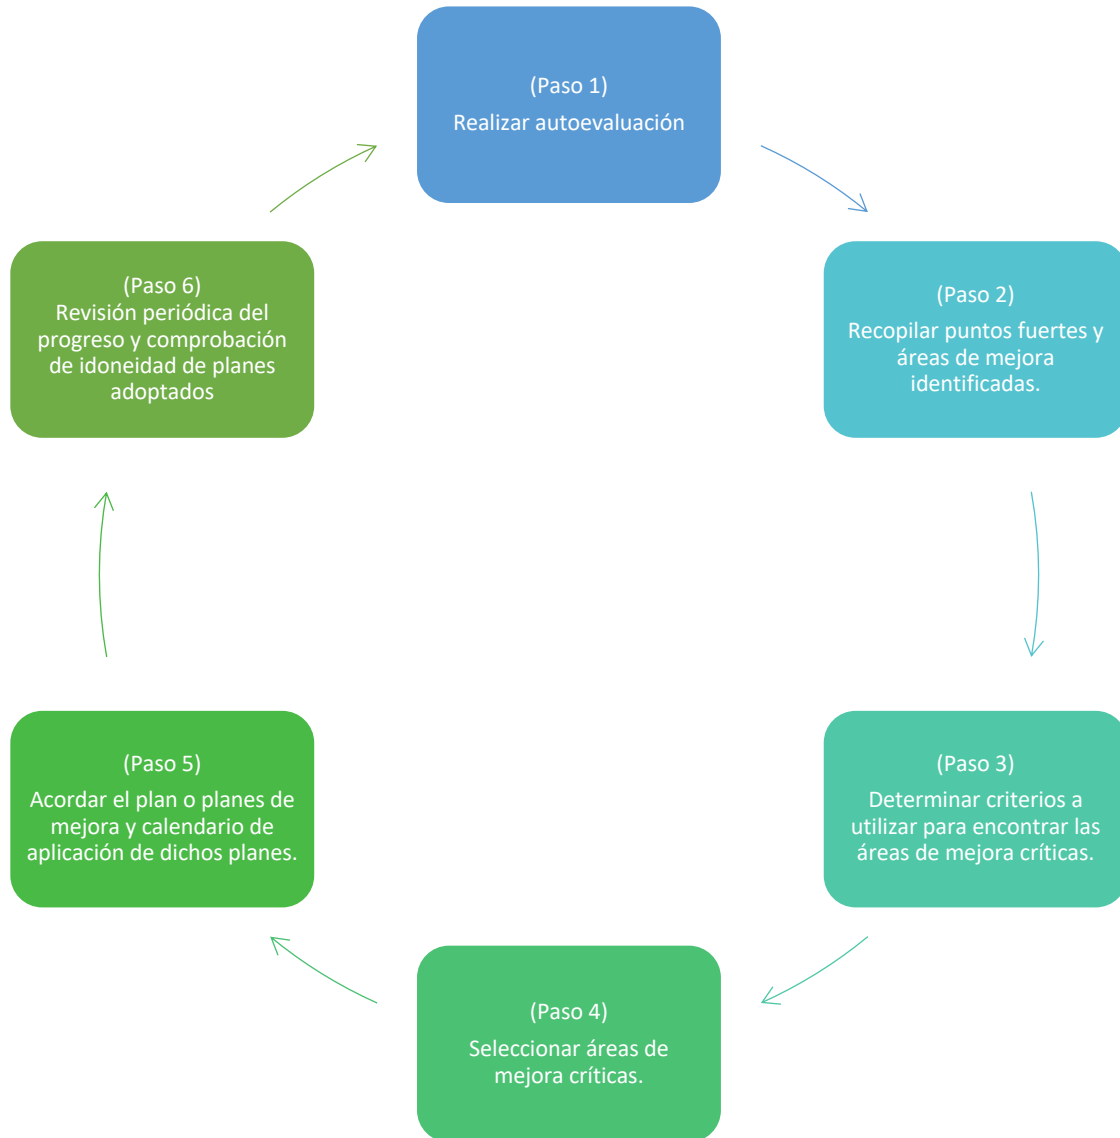 (Paso 1)
Realizar autoevaluación
(Paso 2)
Recopilar puntos fuertes y
áreas de mejora
identificadas.
(Paso 3)
Determinar criterios a
utilizar para encontrar las
áreas de mejora críticas.
(Paso 4)
Seleccionar áreas de
mejora críticas.
(Paso 5)
Acordar el plan o planes de
mejora y calendario de
aplicación de dichos planes.
(Paso 6)
Revisión periódica del
progreso y comprobación
de idoneidad de planes
adoptados